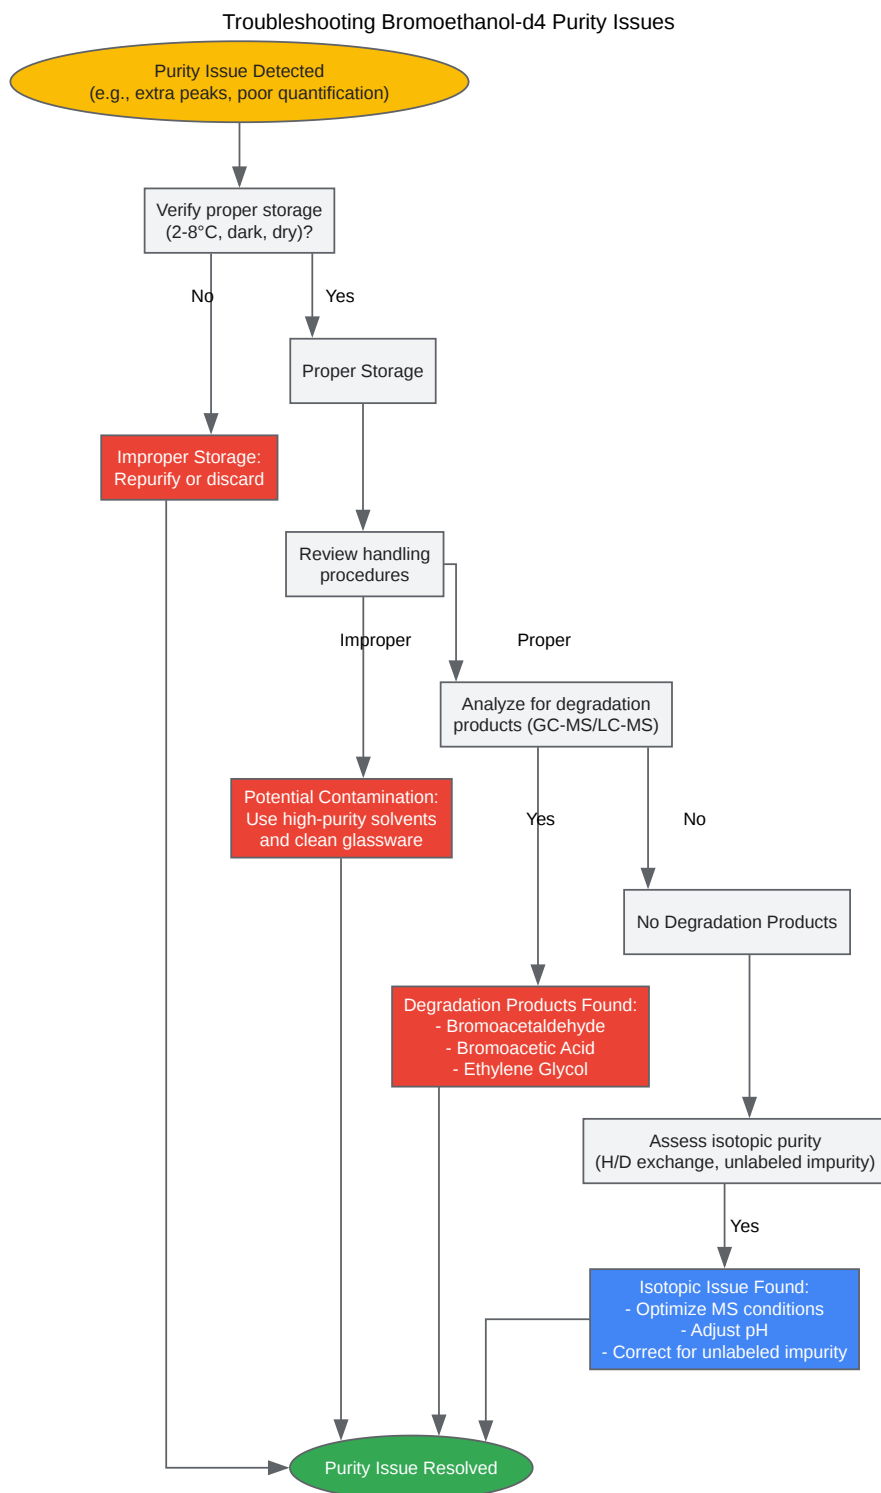 Troubleshooting Bromoethanol-d4 Purity Issues
Purity Issue Detected
(e.g., extra peaks, poor quantification)
Verify proper storage
(2-8°C, dark, dry)?
No
Yes
Proper Storage
Improper Storage:
Repurify or discard
Review handling
procedures
Improper
Proper
Analyze for degradation
products (GC-MS/LC-MS)
Potential Contamination:
Use high-purity solvents
and clean glassware
Yes
No
No Degradation Products
Degradation Products Found:
- Bromoacetaldehyde
- Bromoacetic Acid
- Ethylene Glycol
Assess isotopic purity
(H/D exchange, unlabeled impurity)
Yes
Isotopic Issue Found:
- Optimize MS conditions
- Adjust pH
- Correct for unlabeled impurity
Purity Issue Resolved